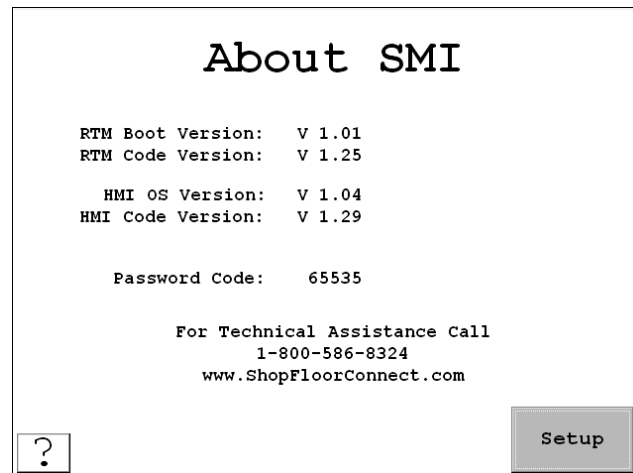 About SMI
RTM Boot Version: V 1.01
RTM Code Version: V 1.25
HMI OS Version: V 1.04
HMI Code Version: V 1.29
Password Code: 65535
For Technical Assistance Call
1-800-586-8324
www.ShopFloorConnect.com
?
Setup